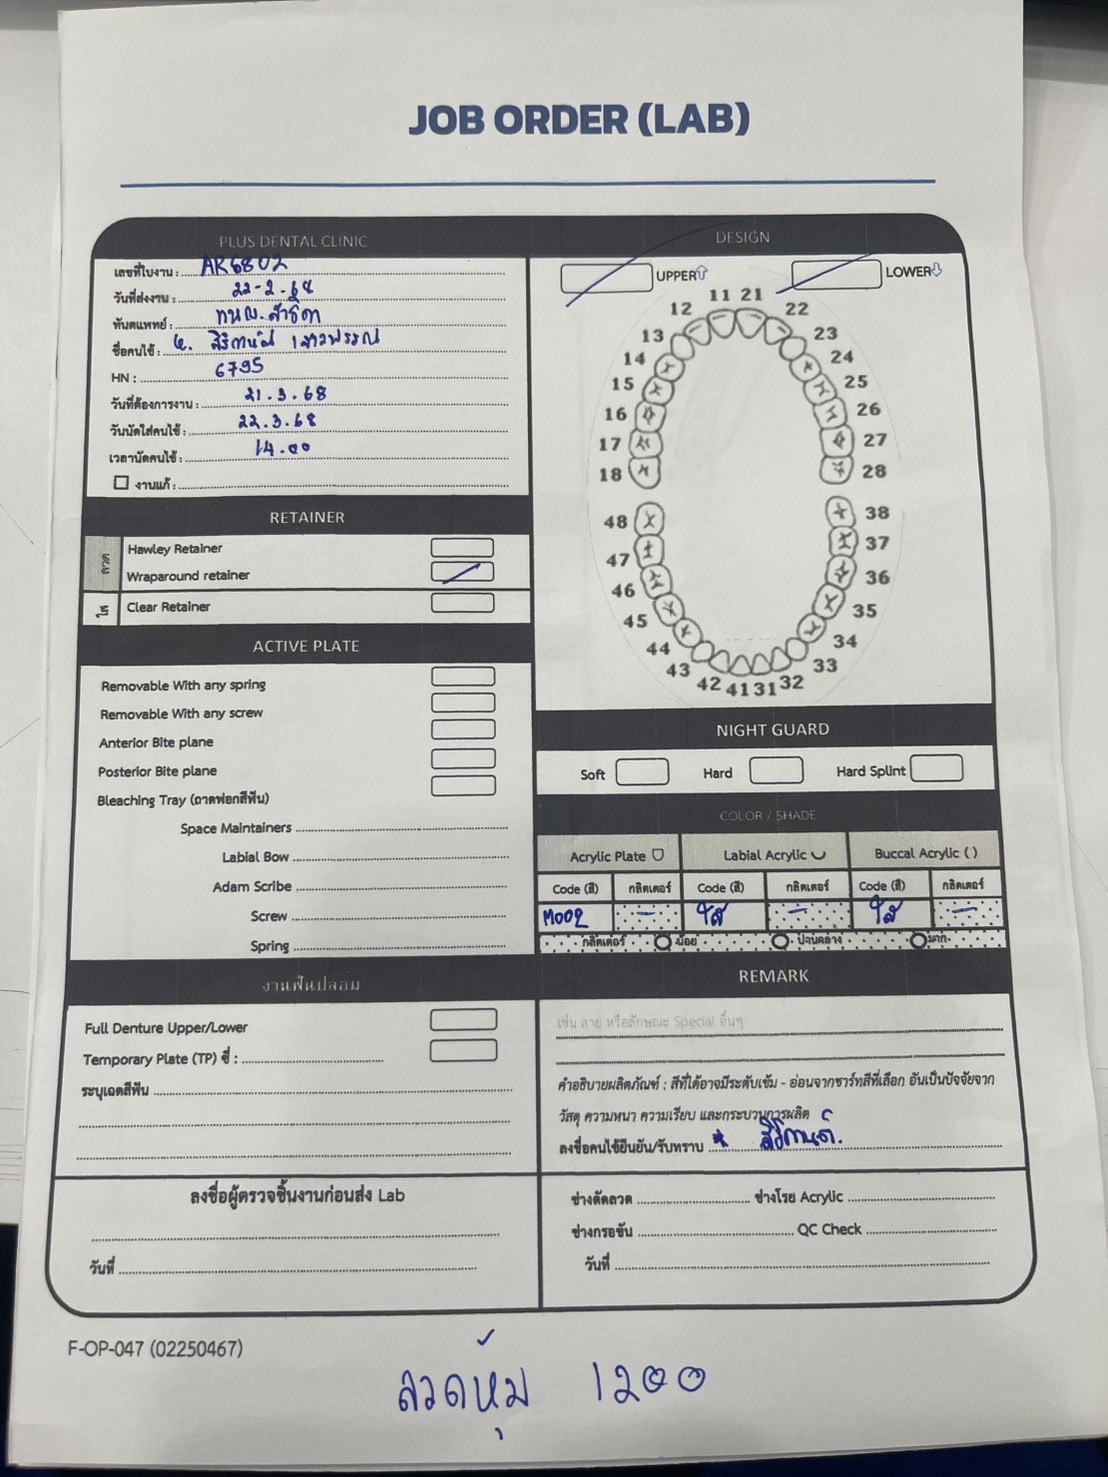 JOB ORDER (LAB)
PLUS DENTAL CLINIC
เลขที่ใบงาน : AR6802
วันที่ส่งงาน : 22-2-68
ทันตแพทย์ : ทพญ.สาธิดา
ชื่อคนไข้ :
HN : 6795
วันที่ต้องการงาน : 21.3.68
วันนัดใส่คนไข้ : 22.3.68
เวลานัดคนไข้ : 14.00
งานแก้ :
RETAINER
ลวด
Hawley Retainer
Wraparound retainer
ใส
Clear Retainer
ACTIVE PLATE
Removable With any spring
Removable With any screw
Anterior Bite plane
Posterior Bite plane
Bleaching Tray (ถาดฟอกสีฟัน)
Space Maintainers
Labial Bow
Adam Scribe
Screw
Spring
งานฟันปลอม
Full Denture Upper/Lower
Temporary Plate (TP) ซี่ :
ระบุเฉดสีฟัน
ลงชื่อผู้ตรวจชิ้นงานก่อนส่ง Lab
วันที่
DESIGN
UPPER LOWER
11 21
12 22
13 23
14 24
15 25
16 26
17 27
18 28
48 38
47 37
46 36
45 35
44 34
43 33
42 41 31 32
NIGHT GUARD
Soft Hard Hard Splint
COLOR / SHADE
Acrylic Plate Labial Acrylic Buccal Acrylic ( )
Code (สี) กลิตเตอร์ Code (สี) กลิตเตอร์ Code (สี) กลิตเตอร์
M002 - ใส - ใส -
กลิตเตอร์ น้อย ปานกลาง มาก
REMARK
เช่น ลาย หรือลักษณะ Special อื่นๆ
คำอธิบายผลิตภัณฑ์ : สีที่ได้อาจมีระดับเข้ม - อ่อนจากชาร์ทสีที่เลือก อันเป็นปัจจัยจาก
วัสดุ ความหนา ความเรียบ และกระบวนการผลิต
ลงชื่อคนไข้ยืนยัน/รับทราบ
ช่างดัดลวด ช่างโรย Acrylic
ช่างกรอขัน QC Check
วันที่
F-OP-047 (02250467)
ลวดหุ้ม 1200